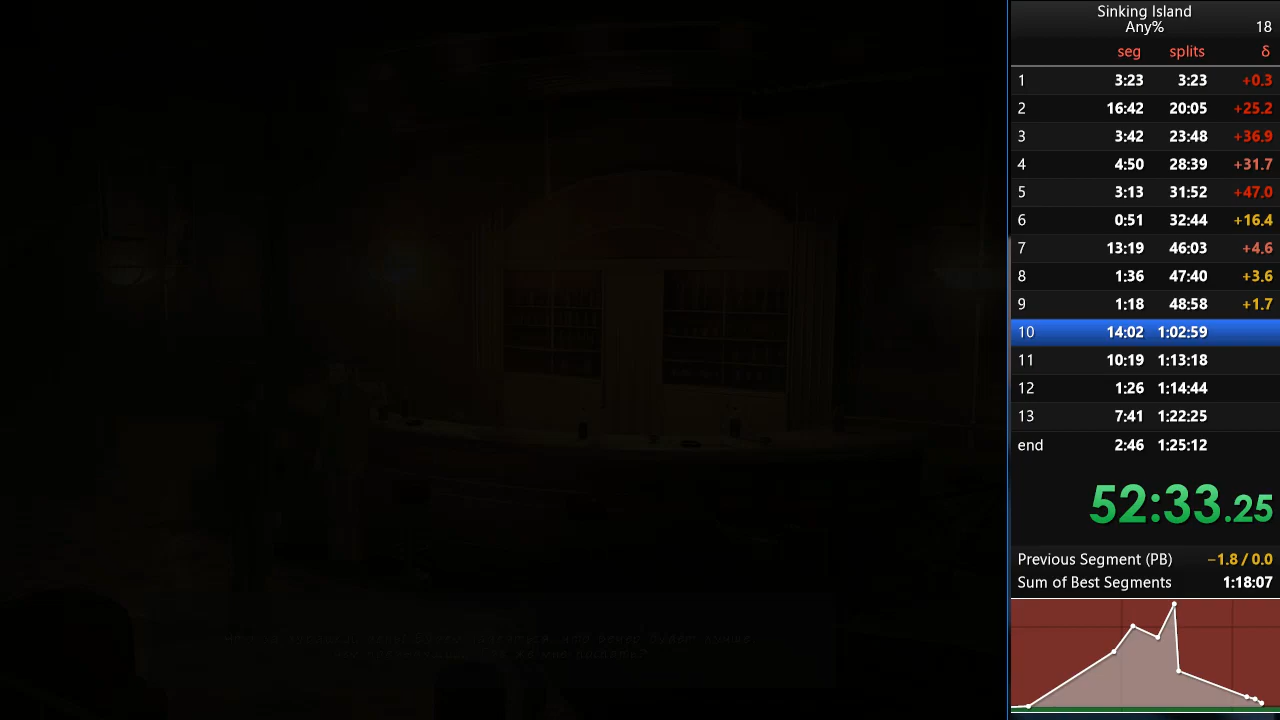 Sinking Island
Any% 18
seg splits δ
1 3:23 3:23 +0.3
2 16:42 20:05 +25.2
3 3:42 23:48 +36.9
4 4:50 28:39 +31.7
5 3:13 31:52 +47.0
6 0:51 32:44 +16.4
7 13:19 46:03 +4.6
8 1:36 47:40 +3.6
9 1:18 48:58 +1.7
10 14:02 1:02:59
11 10:19 1:13:18
12 1:26 1:14:44
13 7:41 1:22:25
end 2:46 1:25:12
52:33.25
Previous Segment (PB) −1.8 / 0.0
Sum of Best Segments 1:18:07